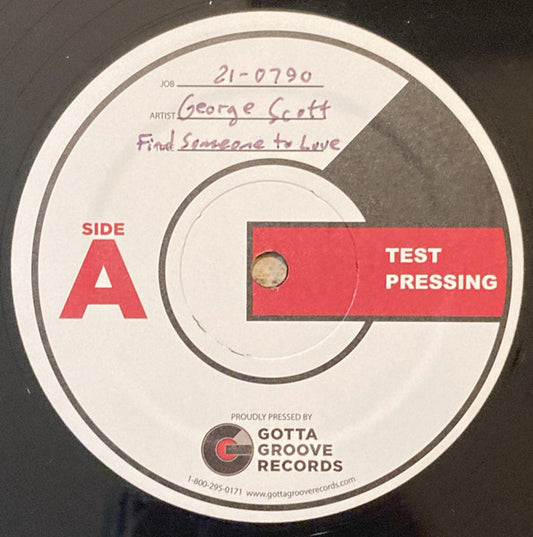 JOB 21-0790
ARTIST George Scott
Find Someone to Love
SIDE
A
TEST
PRESSING
PROUDLY PRESSED BY
GOTTA
GROOVE
RECORDS
1-800-295-0171 www.gottagrooverecords.com